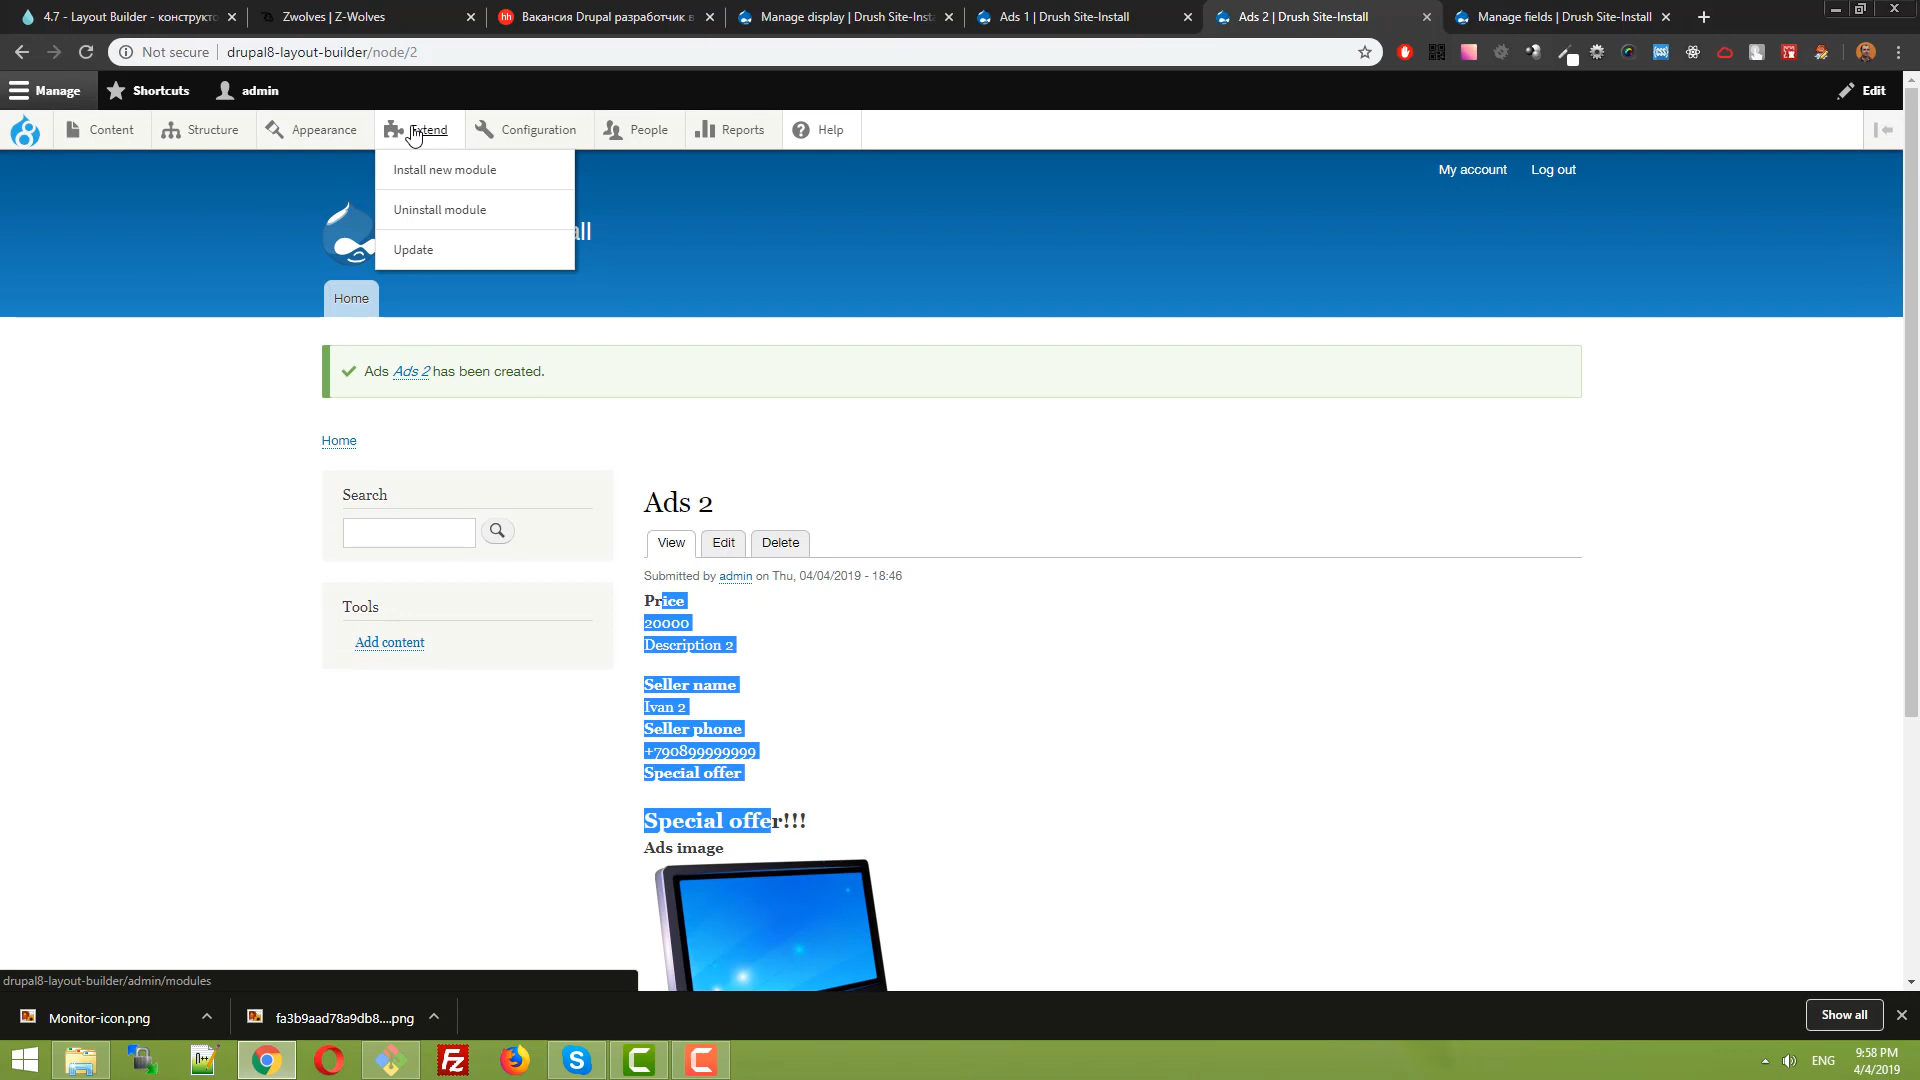 4.7 - Layout Builder - конструкто
Zwolves | Z-Wolves
Вакансия Drupal разработчик в
Manage display | Drush Site-Insta
Ads 1 | Drush Site-Install
Ads 2 | Drush Site-Install
Manage fields | Drush Site-Install
Not secure
drupal8-layout-builder/node/2
Manage
Shortcuts
admin
Edit
Content
Structure
Appearance
Extend
Configuration
People
Reports
Help
Install new module
Uninstall module
Update
My account
Log out
all
Home
Ads Ads 2 has been created.
Home
Search
Tools
Add content
Ads 2
View
Edit
Delete
Submitted by admin on Thu, 04/04/2019 - 18:46
Price
20000
Description 2
Seller name
Ivan 2
Seller phone
+790899999999
Special offer
Special offer!!!
Ads image
drupal8-layout-builder/admin/modules
Monitor-icon.png
fa3b9aad78a9db8....png
Show all
ENG
9:58 PM
4/4/2019